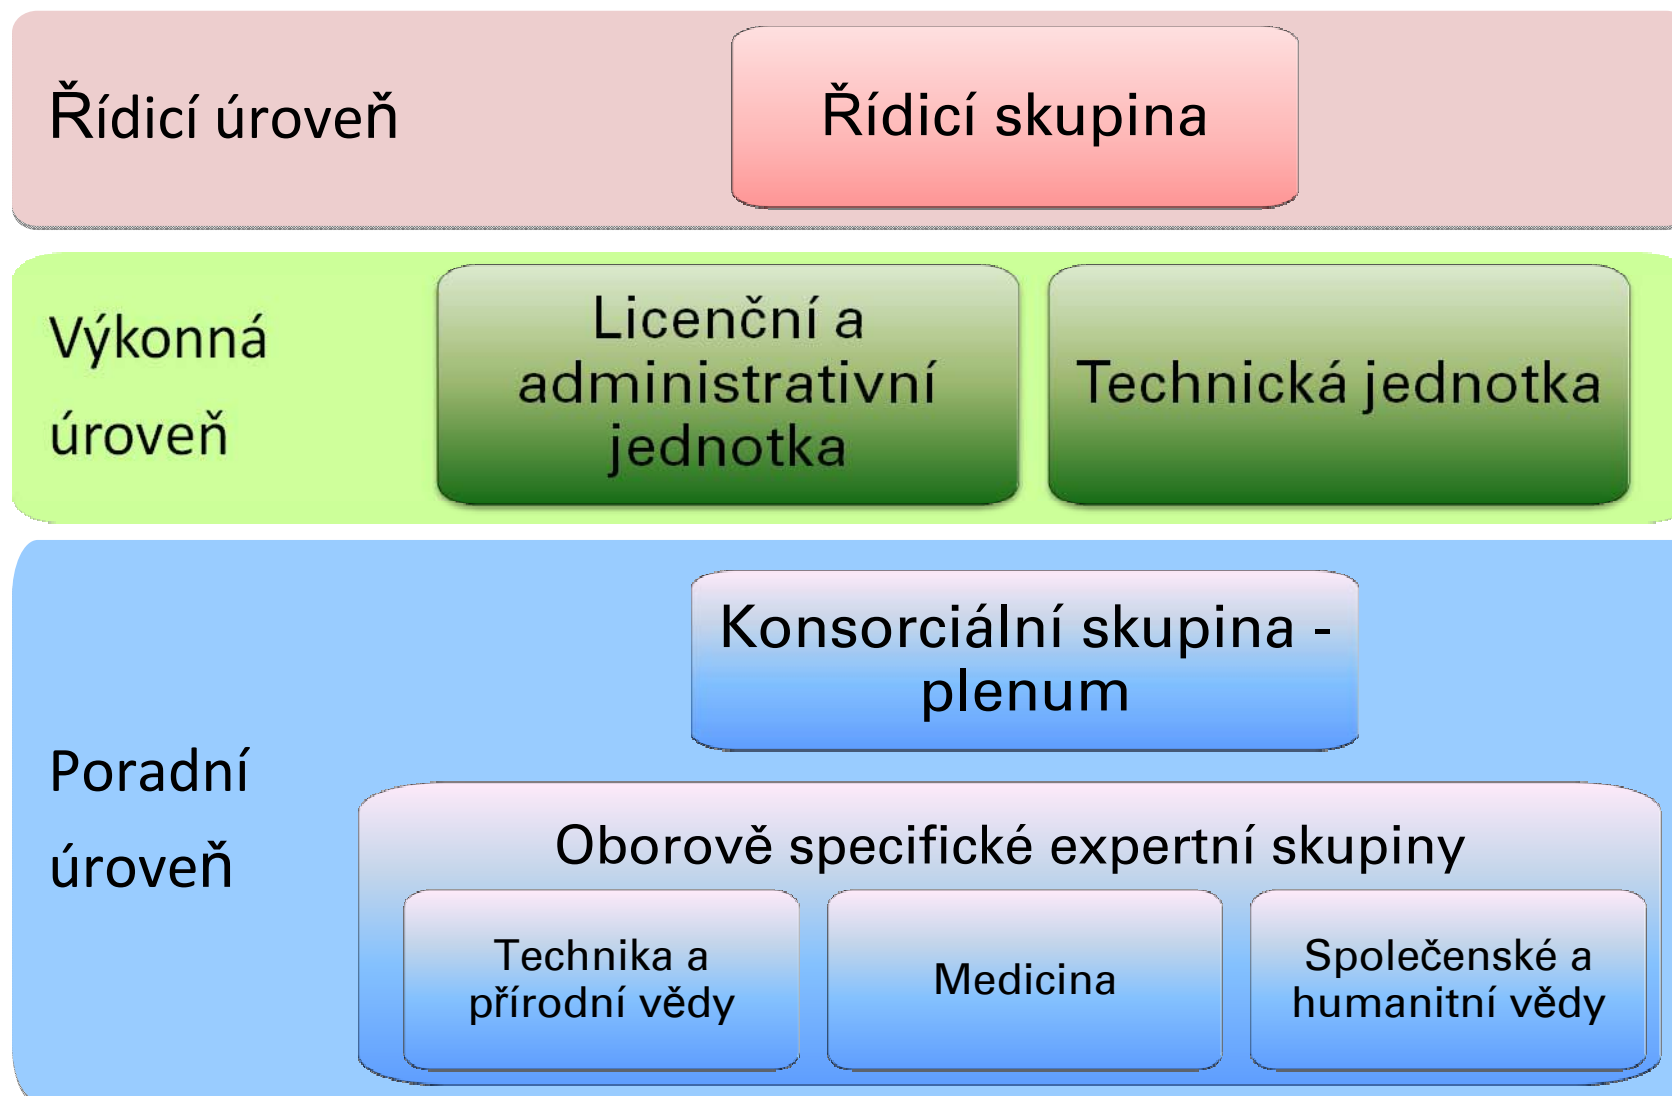 Řídicí úroveň
Řídicí skupina
Výkonná
úroveň
Licenční a
administrativní
jednotka
Technická jednotka
Poradní
úroveň
Konsorciální skupina -
plenum
Oborově specifické expertní skupiny
Technika a
přírodní vědy
Medicina
Společenské a
humanitní vědy